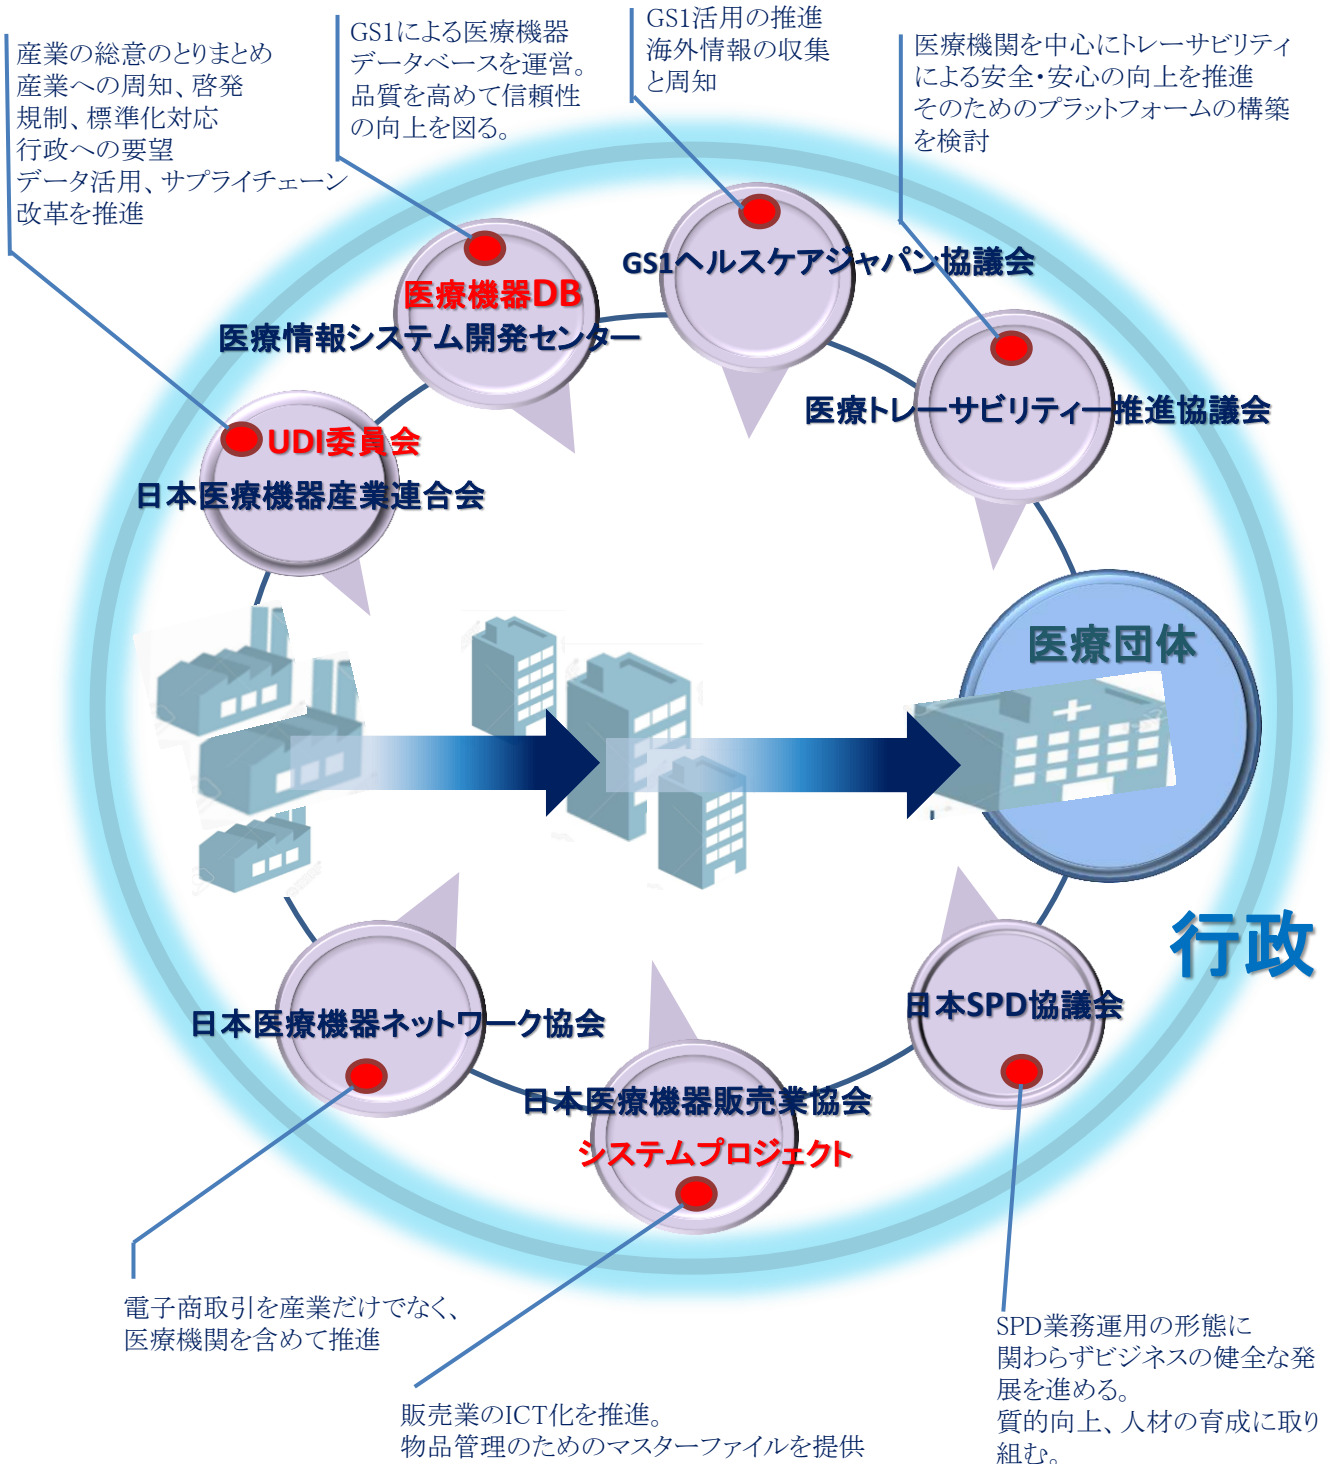 産業の総意のとりまとめ
産業への周知、啓発
規制、標準化対応
行政への要望
データ活用、サプライチェーン
改革を推進
GS1による医療機器
データベースを運営。
品質を高めて信頼性
の向上を図る。
GS1活用の推進
海外情報の収集
と周知
医療機関を中心にトレーサビリティ
による安全・安心の向上を推進
そのためのプラットフォームの構築
を検討
GS1ヘルスケアジャパン協議会
医療機器DB
医療情報システム開発センター
医療トレーサビリティー推進協議会
UDI委員会
日本医療機器産業連合会
医療団体
行政
日本SPD協議会
日本医療機器ネットワーク協会
日本医療機器販売業協会
システムプロジェクト
電子商取引を産業だけでなく、
医療機関を含めて推進
販売業のICT化を推進。
物品管理のためのマスターファイルを提供
SPD業務運用の形態に
関わらずビジネスの健全な発
展を進める。
質的向上、人材の育成に取り
組む。